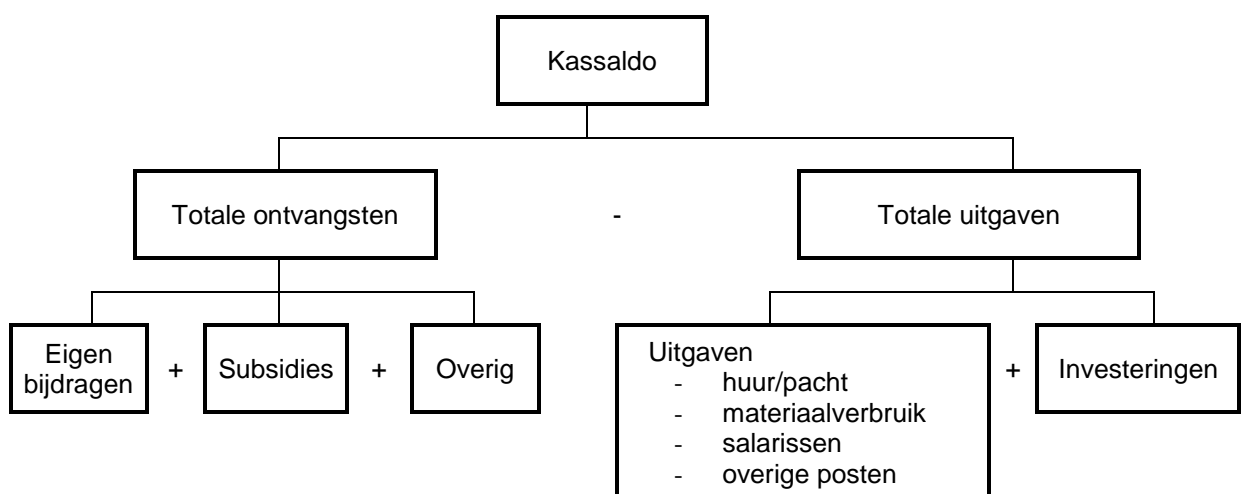 Kassaldo
Totale ontvangsten
-
Totale uitgaven
Eigen
bijdragen
+
Subsidies
+
Overig
Uitgaven
- huur/pacht
- materiaalverbruik
- salarissen
- overige posten
+
Investeringen